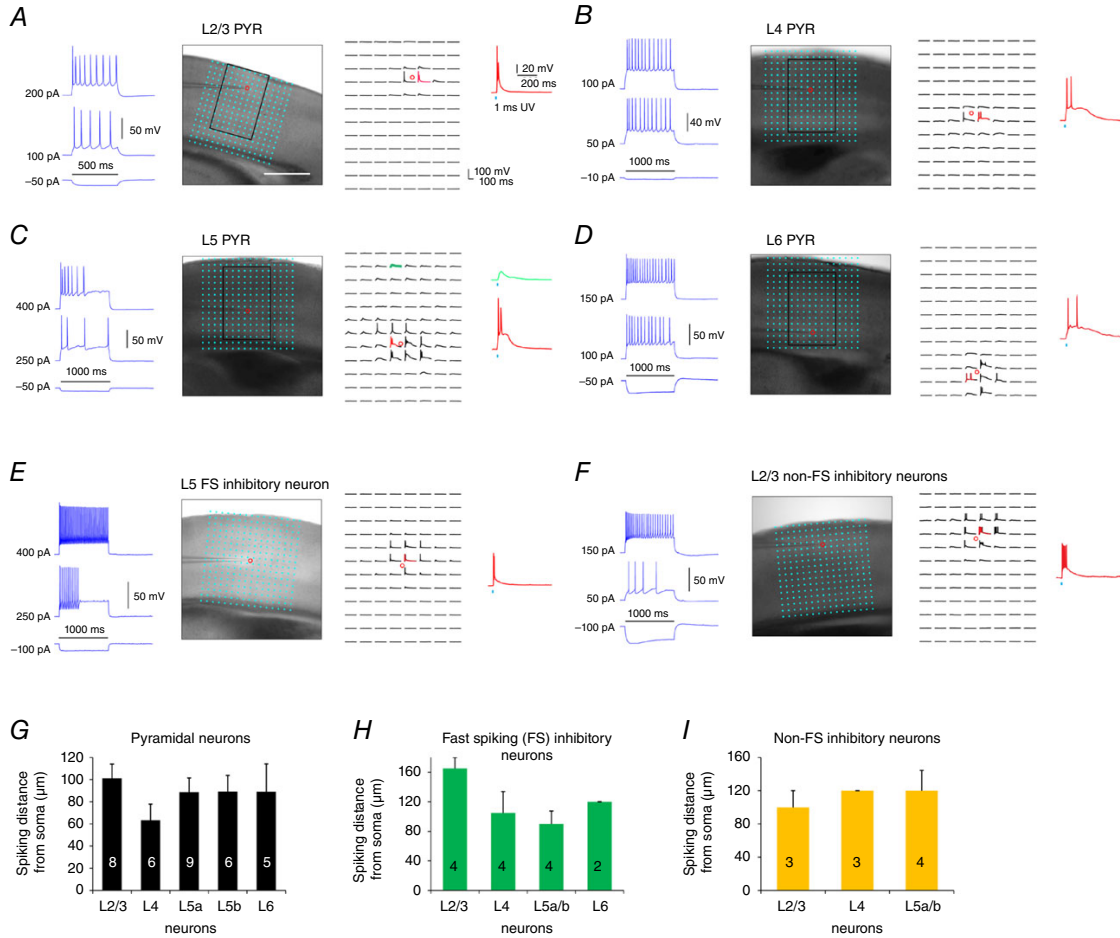 A
L2/3 PYR
200 pA
100 pA
50 mV
500 ms
−50 pA
20 mV
200 ms
1 ms UV
100 mV
100 ms
B
L4 PYR
100 pA
50 pA
40 mV
1000 ms
−10 pA
C
L5 PYR
400 pA
250 pA
50 mV
1000 ms
−50 pA
D
L6 PYR
150 pA
100 pA
50 mV
1000 ms
−50 pA
E
L5 FS inhibitory neuron
400 pA
250 pA
50 mV
1000 ms
−100 pA
F
L2/3 non-FS inhibitory neurons
150 pA
50 pA
50 mV
1000 ms
−100 pA
G
Pyramidal neurons
Spiking distance
from soma (µm)
120
100
80
60
40
20
0
8
6
9
6
5
L2/3 L4 L5a L5b L6
neurons
H
Fast spiking (FS) inhibitory
neurons
Spiking distance
from soma (µm)
160
120
80
40
0
4
4
4
2
L2/3 L4 L5a/b L6
neurons
I
Non-FS inhibitory neurons
Spiking distance
from soma (µm)
160
120
80
40
0
3
3
4
L2/3 L4 L5a/b
neurons